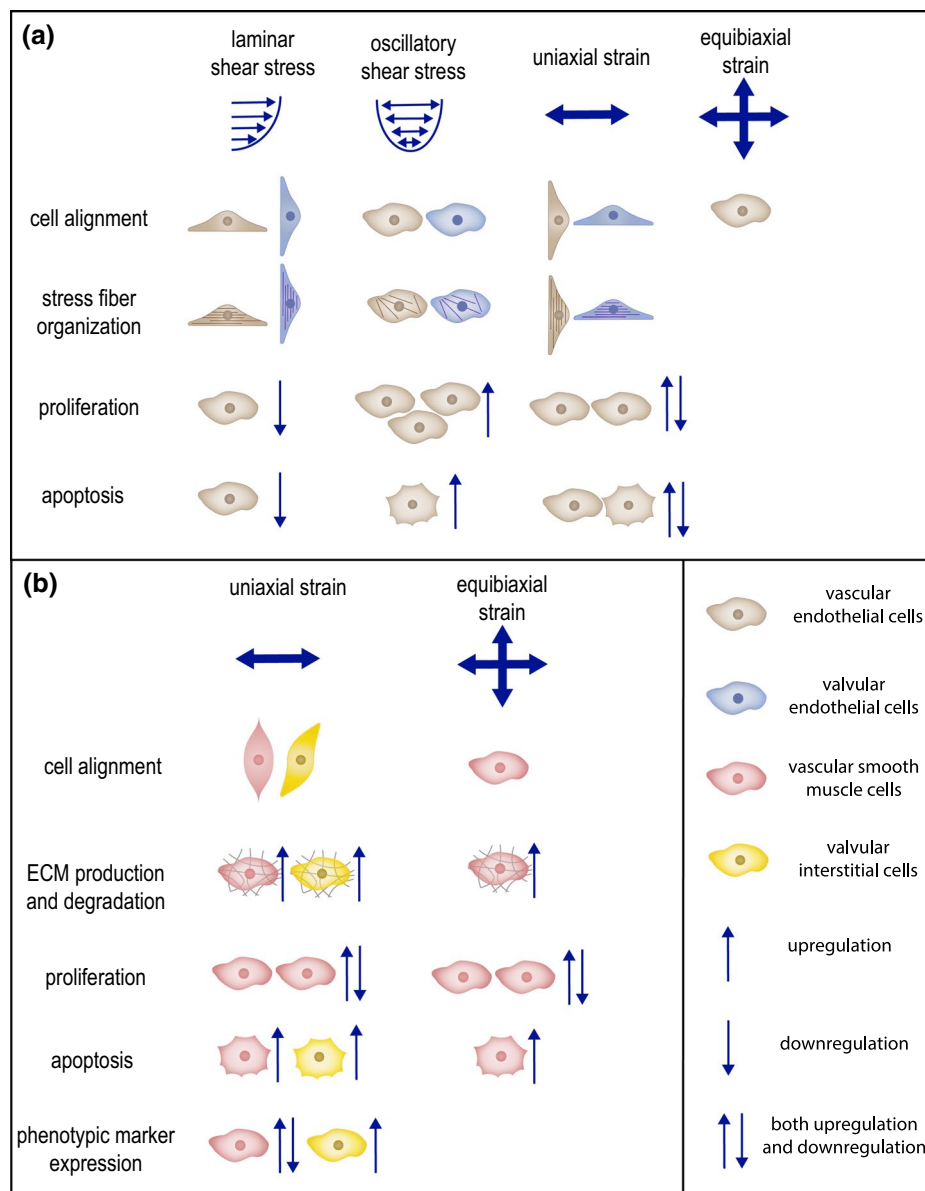 (a)
laminar
shear stress
oscillatory
shear stress
uniaxial strain
equibiaxial
strain
cell alignment
stress fiber
organization
proliferation
apoptosis
(b)
uniaxial strain
equibiaxial
strain
cell alignment
ECM production
and degradation
proliferation
apoptosis
phenotypic marker
expression
vascular
endothelial cells
valvular
endothelial cells
vascular smooth
muscle cells
valvular
interstitial cells
upregulation
downregulation
both upregulation
and downregulation